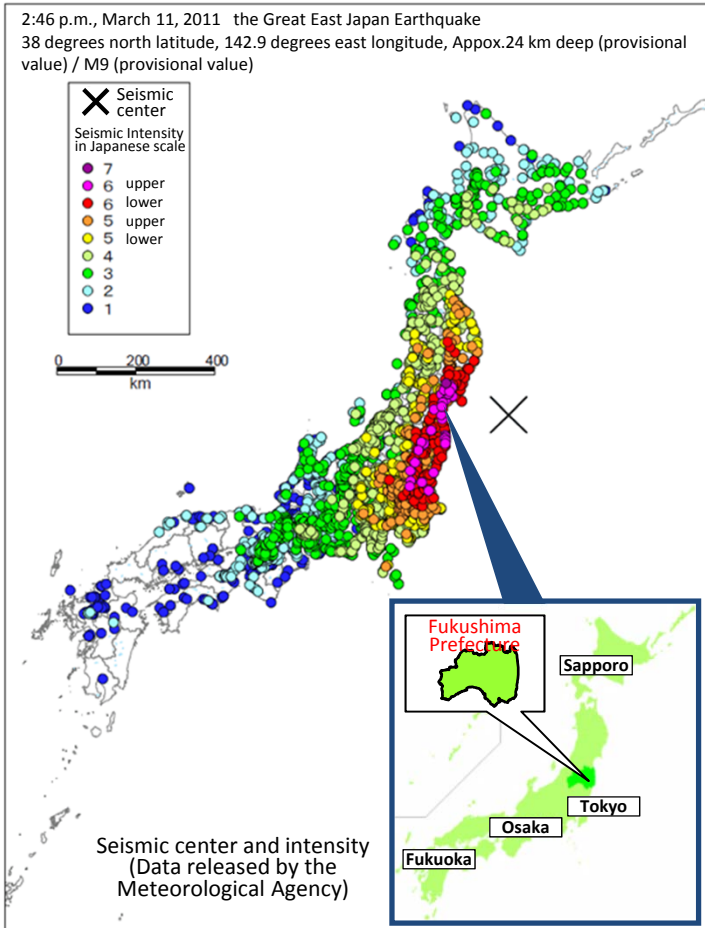 2:46 p.m., March 11, 2011   the Great East Japan Earthquake
38 degrees north latitude, 142.9 degrees east longitude, Appox.24 km deep (provisional
value) / M9 (provisional value)
Seismic
center
Seismic Intensity
in Japanese scale
7
6 upper
6 lower
5 upper
5 lower
4
3
2
1
0 200 400
km
Fukushima
Prefecture
Sapporo
Tokyo
Osaka
Fukuoka
Seismic center and intensity
(Data released by the
Meteorological Agency)